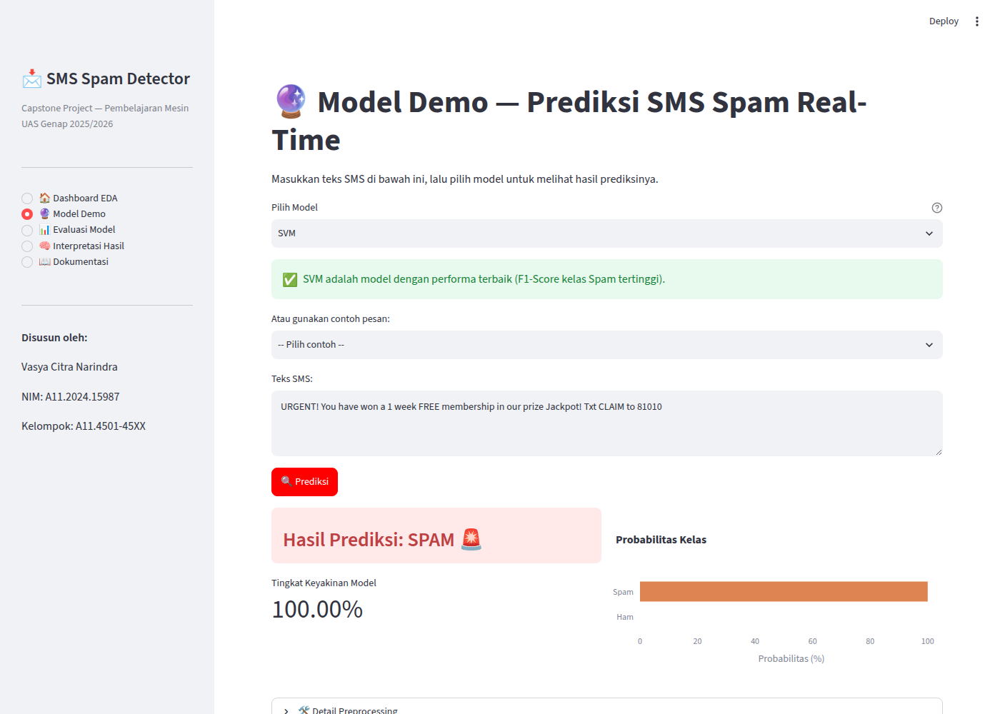 Deploy
📩 SMS Spam Detector
Capstone Project — Pembelajaran Mesin
UAS Genap 2025/2026
🏠 Dashboard EDA
🔮 Model Demo
📊 Evaluasi Model
🧠 Interpretasi Hasil
📖 Dokumentasi
Disusun oleh:
Vasya Citra Narindra
NIM: A11.2024.15987
Kelompok: A11.4501-45XX
🔮 Model Demo — Prediksi SMS Spam Real-
Time
Masukkan teks SMS di bawah ini, lalu pilih model untuk melihat hasil prediksinya.
Pilih Model
SVM
✅ SVM adalah model dengan performa terbaik (F1-Score kelas Spam tertinggi).
Atau gunakan contoh pesan:
-- Pilih contoh --
Teks SMS:
URGENT! You have won a 1 week FREE membership in our prize Jackpot! Txt CLAIM to 81010
🔍 Prediksi
Hasil Prediksi: SPAM 🚨
Tingkat Keyakinan Model
100.00%
Probabilitas Kelas
Spam
Ham
0 20 40 60 80 100
Probabilitas (%)
🛠️ Detail Preprocessing